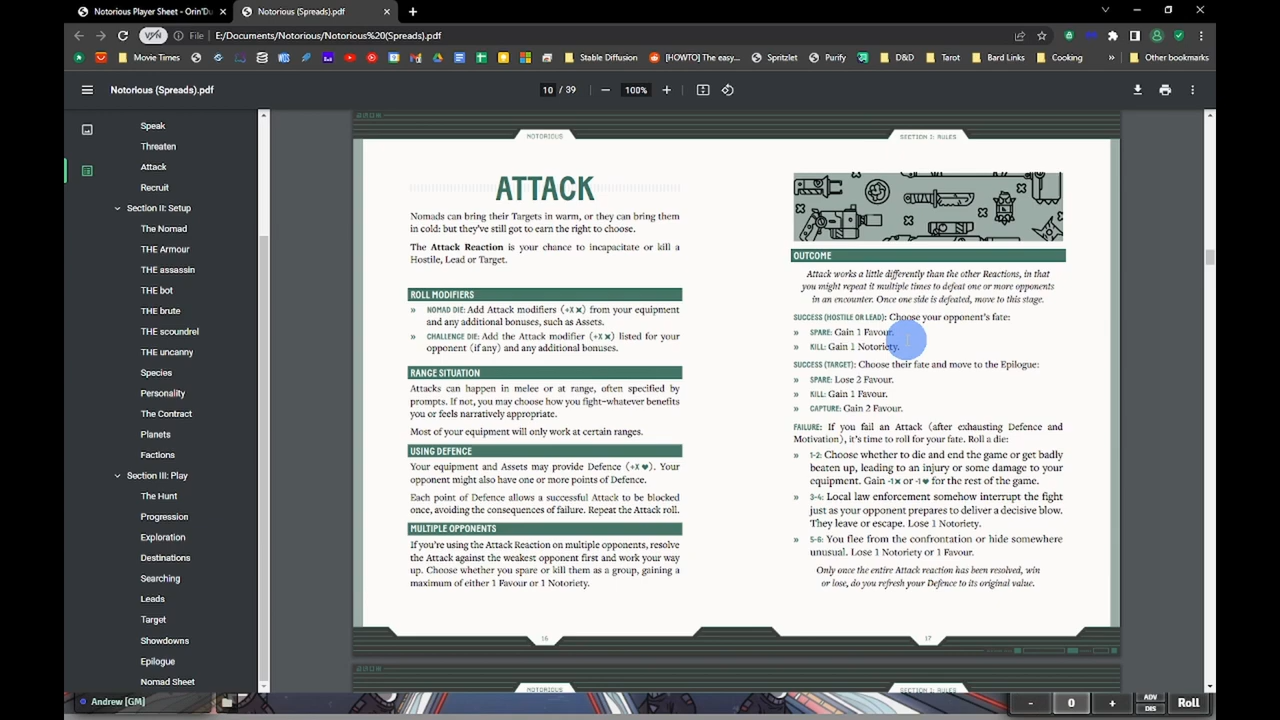 Notorious Player Sheet - Orin'Du
Notorious (Spreads).pdf
VPN
File
E:/Documents/Notorious/Notorious%20(Spreads).pdf
Movie Times
Stable Diffusion
[HOWTO] The easy...
Spritzlet
Purify
D&D
Tarot
Bard Links
Cooking
Other bookmarks
Notorious (Spreads).pdf
10 / 39
100%
Speak
Threaten
Attack
Recruit
Section II: Setup
The Nomad
THE Armour
THE assassin
THE bot
THE brute
THE scoundrel
THE uncanny
Species
Personality
The Contract
Planets
Factions
Section III: Play
The Hunt
Progression
Exploration
Destinations
Searching
Leads
Target
Showdowns
Epilogue
Nomad Sheet
NOTORIOUS
ATTACK
Nomads can bring their Targets in warm, or they can bring them
in cold: but they've still got to earn the right to choose.
The Attack Reaction is your chance to incapacitate or kill a
Hostile, Lead or Target.
ROLL MODIFIERS
» NOMAD DIE: Add Attack modifiers (+X ✖) from your equipment
and any additional bonuses, such as Assets.
» CHALLENGE DIE: Add the Attack modifier (+X ✖) listed for your
opponent (if any) and any additional bonuses.
RANGE SITUATION
Attacks can happen in melee or at range, often specified by
prompts. If not, you may choose how you fight–whatever benefits
you or feels narratively appropriate.
Most of your equipment will only work at certain ranges.
USING DEFENCE
Your equipment and Assets may provide Defence (+X ♥). Your
opponent might also have one or more points of Defence.
Each point of Defence allows a successful Attack to be blocked
once, avoiding the consequences of failure. Repeat the Attack roll.
MULTIPLE OPPONENTS
If you're using the Attack Reaction on multiple opponents, resolve
the Attack against the weakest opponent first and work your way
up. Choose whether you spare or kill them as a group, gaining a
maximum of either 1 Favour or 1 Notoriety.
16
SECTION I: RULES
OUTCOME
Attack works a little differently than the other Reactions, in that
you might repeat it multiple times to defeat one or more opponents
in an encounter. Once one side is defeated, move to this stage.
SUCCESS (HOSTILE OR LEAD): Choose your opponent's fate:
» SPARE: Gain 1 Favour.
» KILL: Gain 1 Notoriety.
SUCCESS (TARGET): Choose their fate and move to the Epilogue:
» SPARE: Lose 2 Favour.
» KILL: Gain 1 Favour.
» CAPTURE: Gain 2 Favour.
FAILURE: If you fail an Attack (after exhausting Defence and
Motivation), it's time to roll for your fate. Roll a die:
» 1-2: Choose whether to die and end the game or get badly
beaten up, leading to an injury or some damage to your
equipment. Gain -1 ✖ or -1 ♥ for the rest of the game.
» 3-4: Local law enforcement somehow interrupt the fight
just as your opponent prepares to deliver a decisive blow.
They leave or escape. Lose 1 Notoriety.
» 5-6: You flee from the confrontation or hide somewhere
unusual. Lose 1 Notoriety or 1 Favour.
Only once the entire Attack reaction has been resolved, win
or lose, do you refresh your Defence to its original value.
17
NOTORIOUS
SECTION I: RULES
Andrew [GM]
- 0 +
ADV
DIS
Roll